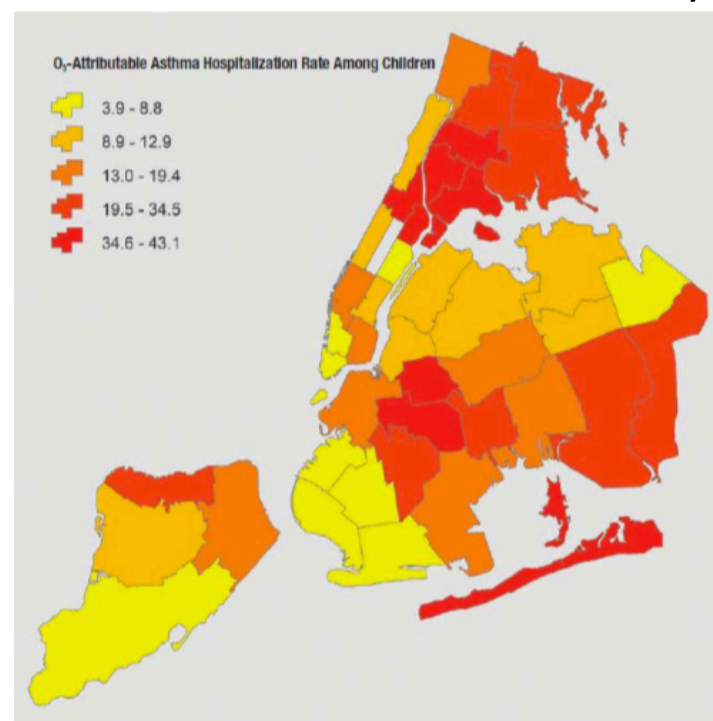 O₃-Attributable Asthma Hospitalization Rate Among Children
3.9 - 8.8
8.9 - 12.9
13.0 - 19.4
19.5 - 34.5
34.6 - 43.1